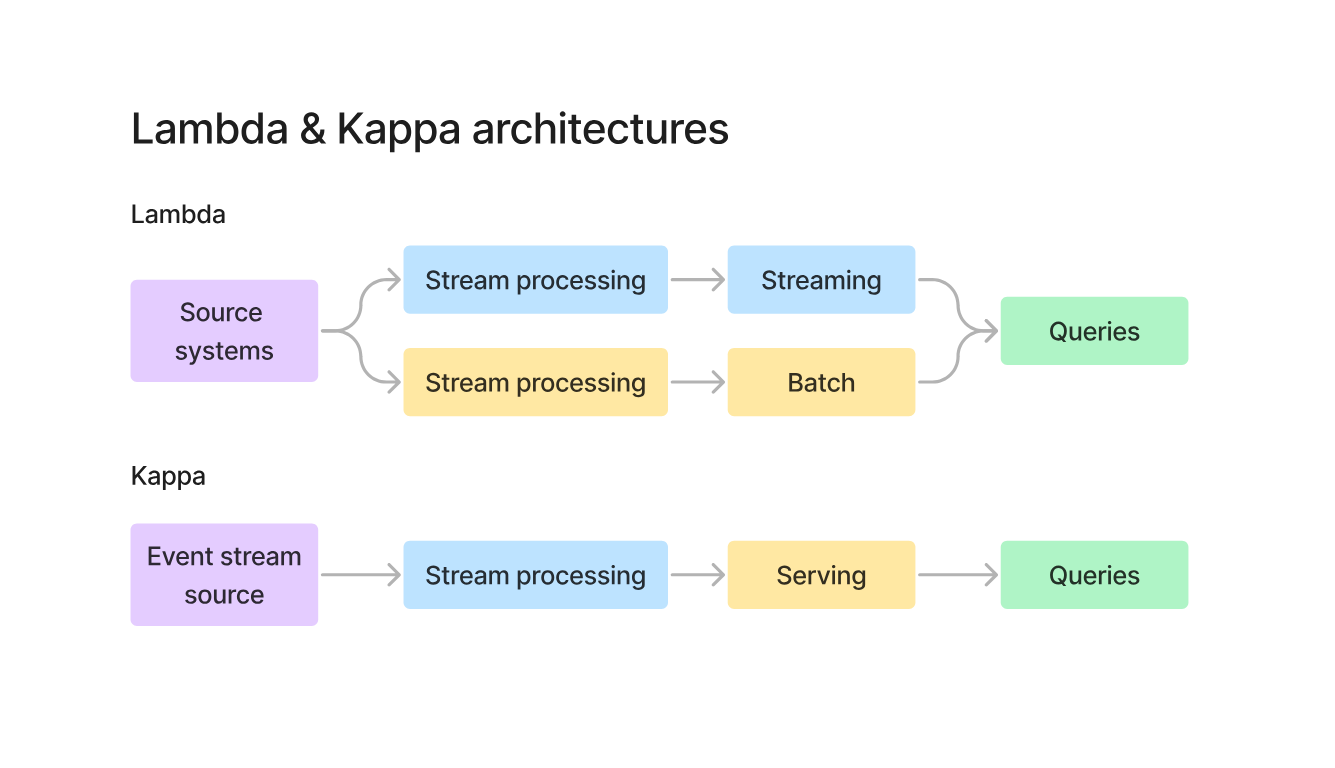 Lambda & Kappa architectures
Lambda
Source
systems
Stream processing
Streaming
Stream processing
Batch
Queries
Kappa
Event stream
source
Stream processing
Serving
Queries